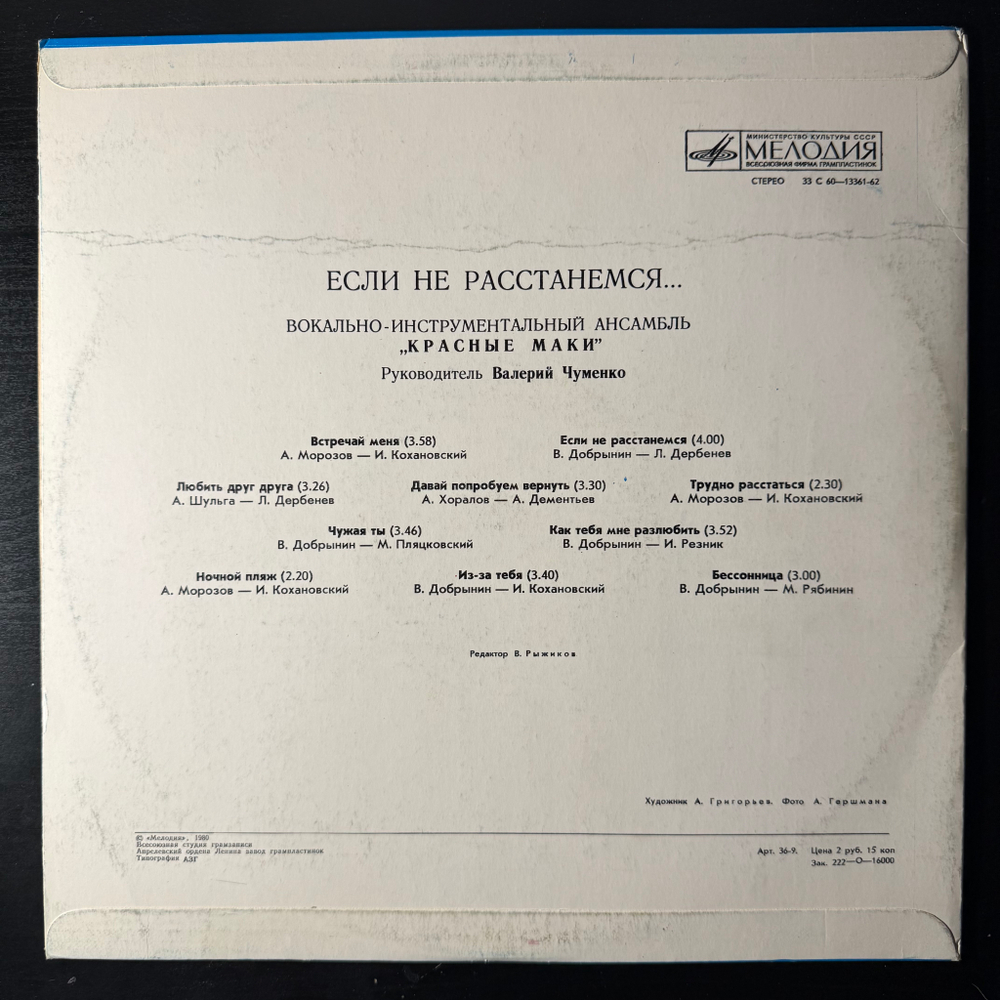 МИНИСТЕРСТВО КУЛЬТУРЫ СССР
МЕЛОДИЯ
ВСЕСОЮЗНАЯ ФИРМА ГРАМПЛАСТИНОК
СТЕРЕО 33 С 60—13361-62
ЕСЛИ НЕ РАССТАНЕМСЯ...
ВОКАЛЬНО-ИНСТРУМЕНТАЛЬНЫЙ АНСАМБЛЬ
„КРАСНЫЕ МАКИ”
Руководитель Валерий Чуменко
Встречай меня (3.58) Если не расстанемся (4.00)
А. Морозов — И. Кохановский В. Добрынин — Л. Дербенев
Любить друг друга (3.26) Давай попробуем вернуть (3.30) Трудно расстаться (2.30)
А. Шульга — Л. Дербенев А. Хоралов — А. Дементьев А. Морозов — И. Кохановский
Чужая ты (3.46) Как тебя мне разлюбить (3.52)
В. Добрынин — М. Пляцковский В. Добрынин — И. Резник
Ночной пляж (2.20) Из-за тебя (3.40) Бессонница (3.00)
А. Морозов — И. Кохановский В. Добрынин — И. Кохановский В. Добрынин — М. Рябинин
Редактор В. Рыжиков
Художник А. Григорьев. Фото А. Гершмана
© «Мелодия», 1980
Всесоюзная студия грамзаписи
Апрелевский ордена Ленина завод грампластинок
Типография АЗГ
Арт. 36-9. Цена 2 руб. 15 коп
Зак. 222—О—16000